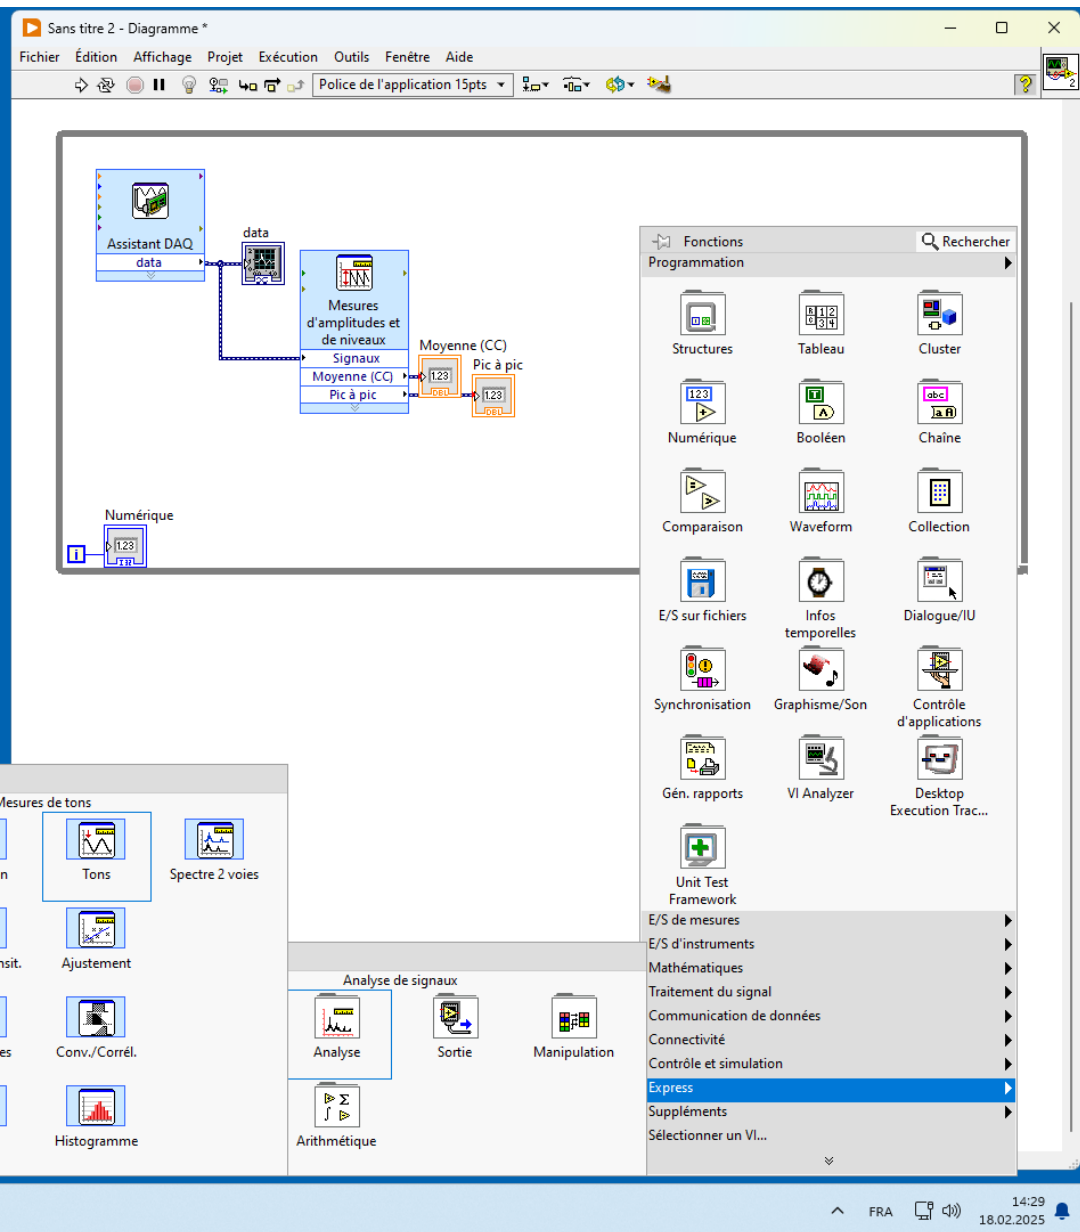 Sans titre 2 - Diagramme *
Fichier Édition Affichage Projet Exécution Outils Fenêtre Aide
Police de l'application 15pts
2
Assistant DAQ
data
data
Mesures
d'amplitudes et
de niveaux
Signaux
Moyenne (CC)
Pic à pic
Moyenne (CC)
1.23
DBL
Pic à pic
1.23
DBL
Numérique
i
1.23
I32
Fonctions
Rechercher
Programmation
Structures
Tableau
Cluster
Numérique
Booléen
Chaîne
Comparaison
Waveform
Collection
E/S sur fichiers
Infos
temporelles
Dialogue/IU
Synchronisation
Graphisme/Son
Contrôle
d'applications
Gén. rapports
VI Analyzer
Desktop
Execution Trac...
Unit Test
Framework
E/S de mesures
E/S d'instruments
Mathématiques
Traitement du signal
Communication de données
Connectivité
Contrôle et simulation
Express
Suppléments
Sélectionner un VI...
Analyse de signaux
Analyse
Sortie
Manipulation
Arithmétique
Mesures de tons
Tons
Spectre 2 voies
Ajustement
Conv./Corrél.
Histogramme
FRA
14:29
18.02.2025